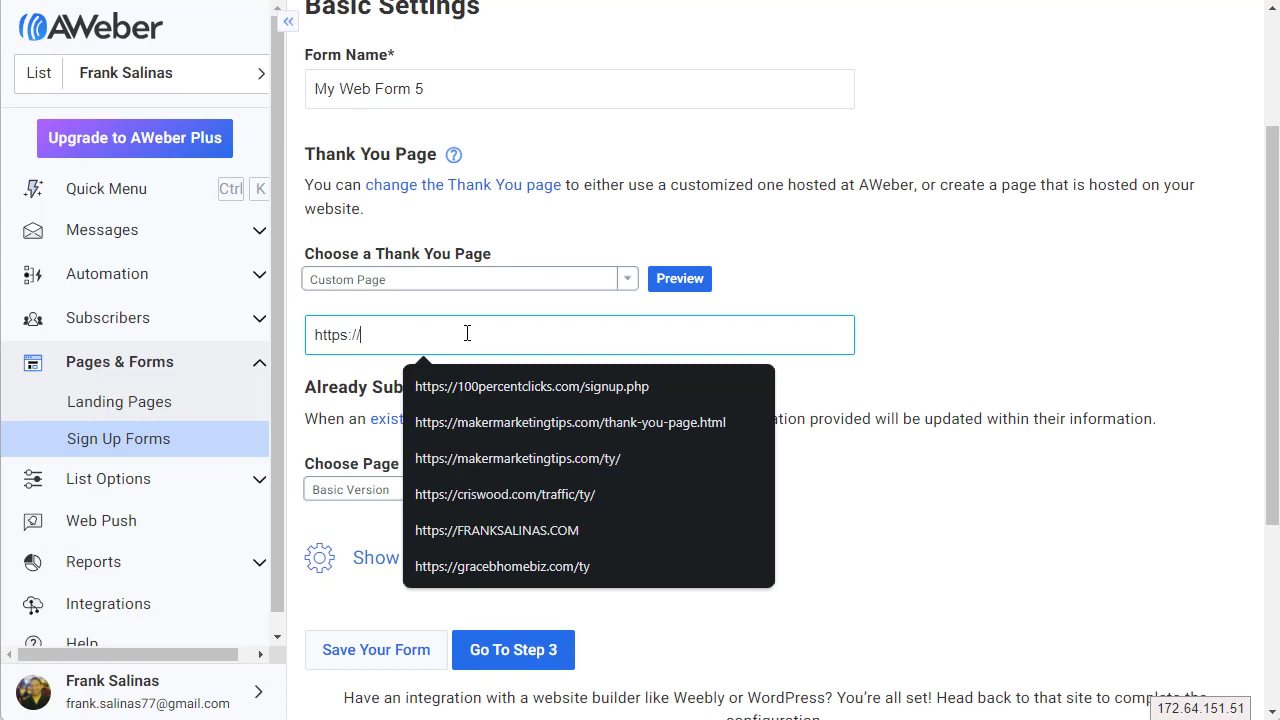 AWeber
List Frank Salinas
Upgrade to AWeber Plus
Quick Menu Ctrl K
Messages
Automation
Subscribers
Pages & Forms
Landing Pages
Sign Up Forms
List Options
Web Push
Reports
Integrations
Help
Frank Salinas
frank.salinas77@gmail.com
Basic Settings
Form Name*
My Web Form 5
Thank You Page ?
You can change the Thank You page to either use a customized one hosted at AWeber, or create a page that is hosted on your
website.
Choose a Thank You Page
Custom Page Preview
https://
https://100percentclicks.com/signup.php
https://makermarketingtips.com/thank-you-page.html
https://makermarketingtips.com/ty/
https://criswood.com/traffic/ty/
https://FRANKSALINAS.COM
https://gracebhomebiz.com/ty
Already Sub
When an exist ation provided will be updated within their information.
Choose Page
Basic Version
Show
Save Your Form Go To Step 3
Have an integration with a website builder like Weebly or WordPress? You're all set! Head back to that site to complete the
configuration.
172.64.151.51